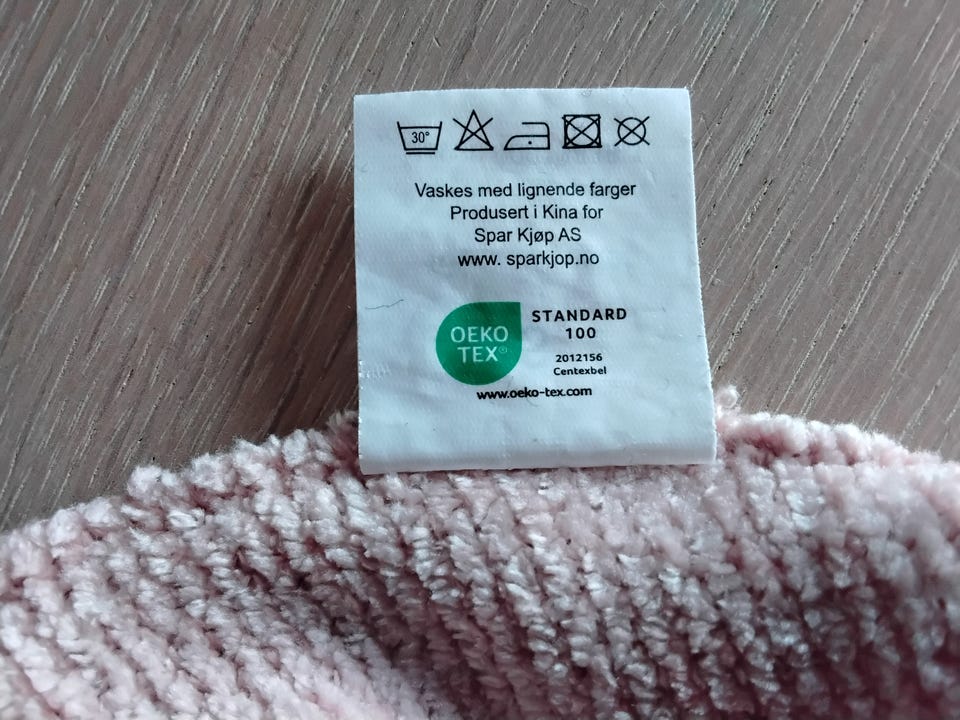 30°
Vaskes med lignende farger
Produsert i Kina for
Spar Kjøp AS
www. sparkjop.no
OEKO
TEX®
STANDARD
100
2012156
Centexbel
www.oeko-tex.com